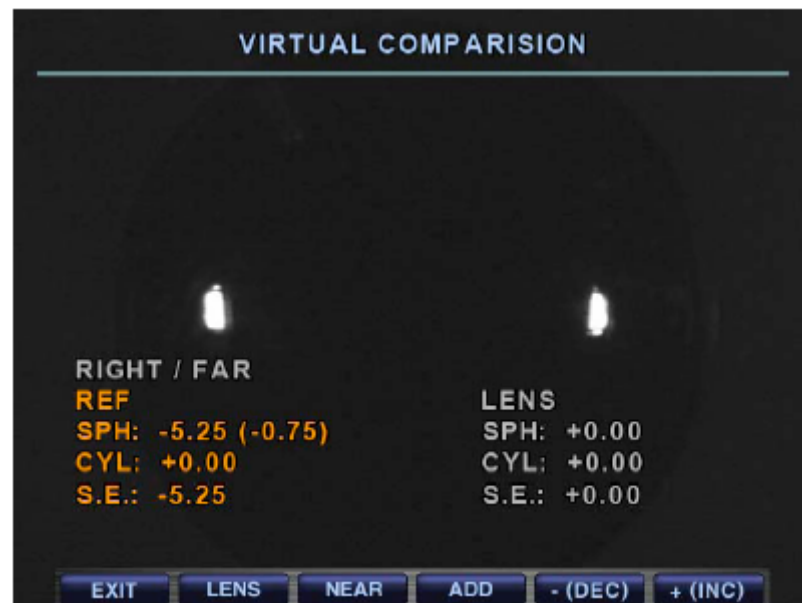 VIRTUAL COMPARISION
RIGHT / FAR
REF
SPH: -5.25 (-0.75)
CYL: +0.00
S.E.: -5.25
LENS
SPH: +0.00
CYL: +0.00
S.E.: +0.00
EXIT LENS NEAR ADD - (DEC) + (INC)